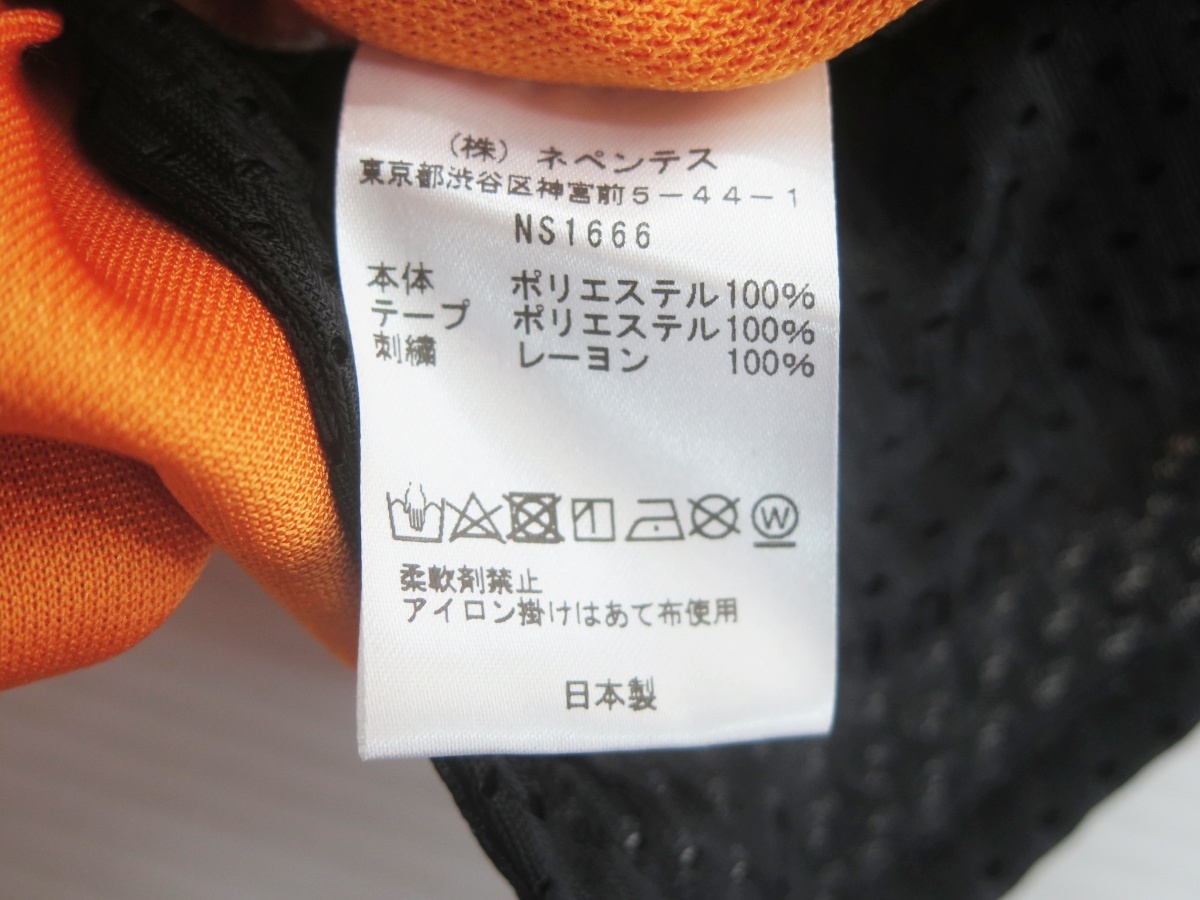 （株）ネペンテス
東京都渋谷区神宮前５－４４－１
NS1666
本体 ポリエステル100%
テープ ポリエステル100%
刺繍 レーヨン 100%
W
柔軟剤禁止
アイロン掛けはあて布使用
日本製